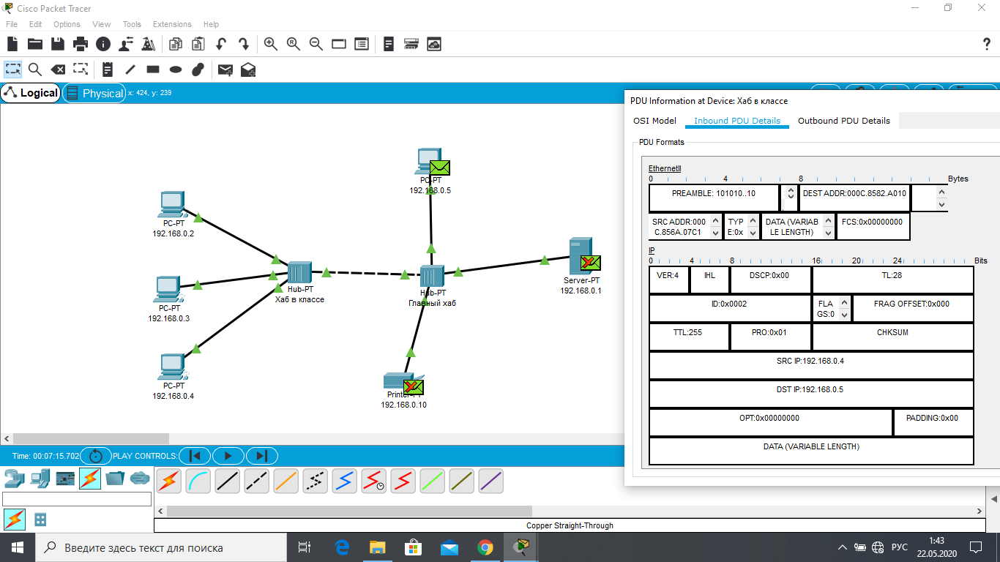 Cisco Packet Tracer
File Edit Options View Tools Extensions Help
Logical Physical x: 424, y: 239
PC-PT
192.168.0.5
PC-PT
192.168.0.2
Hub-PT
Хаб в классе
Hub-PT
Главный хаб
Server-PT
192.168.0.1
PC-PT
192.168.0.3
PC-PT
192.168.0.4
Printer-PT
192.168.0.10
PDU Information at Device: Хаб в классе
OSI Model Inbound PDU Details Outbound PDU Details
PDU Formats
EthernetII
0 4 8 Bytes
PREAMBLE: 101010..10 DEST ADDR:000C.8582.A010
SRC ADDR:000 TYP DATA (VARIAB FCS:0x00000000
C.856A.07C1 E:0x LE LENGTH)
IP
0 4 8 16 20 24 Bits
VER:4 IHL DSCP:0x00 TL:28
ID:0x0002 FLA FRAG OFFSET:0x000
GS:0
TTL:255 PRO:0x01 CHKSUM
SRC IP:192.168.0.4
DST IP:192.168.0.5
OPT:0x00000000 PADDING:0x00
DATA (VARIABLE LENGTH)
Time: 00:07:15.702 PLAY CONTROLS:
Copper Straight-Through
Введите здесь текст для поиска
РУС
1:43
22.05.2020